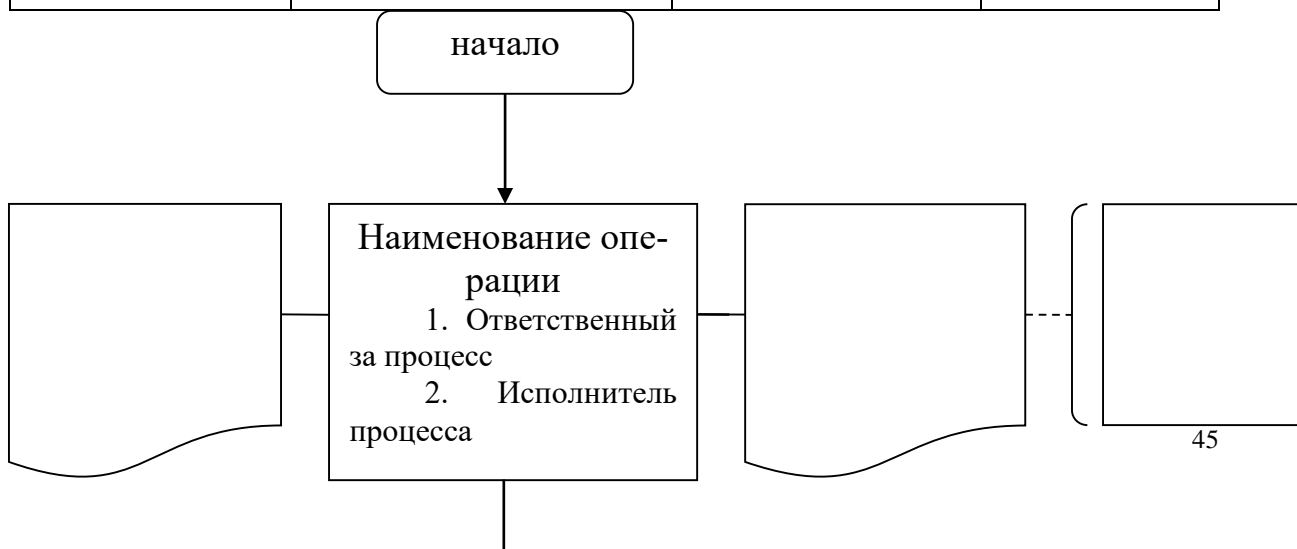 начало
Наименование опе-
рации
1. Ответственный
за процесс
2. Исполнитель
процесса
45